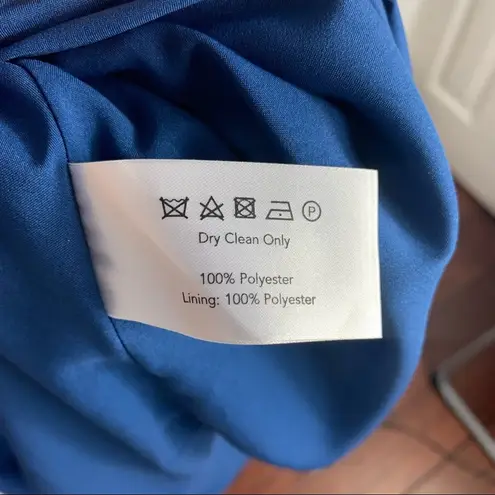 P
Dry Clean Only
100% Polyester
Lining: 100% Polyester